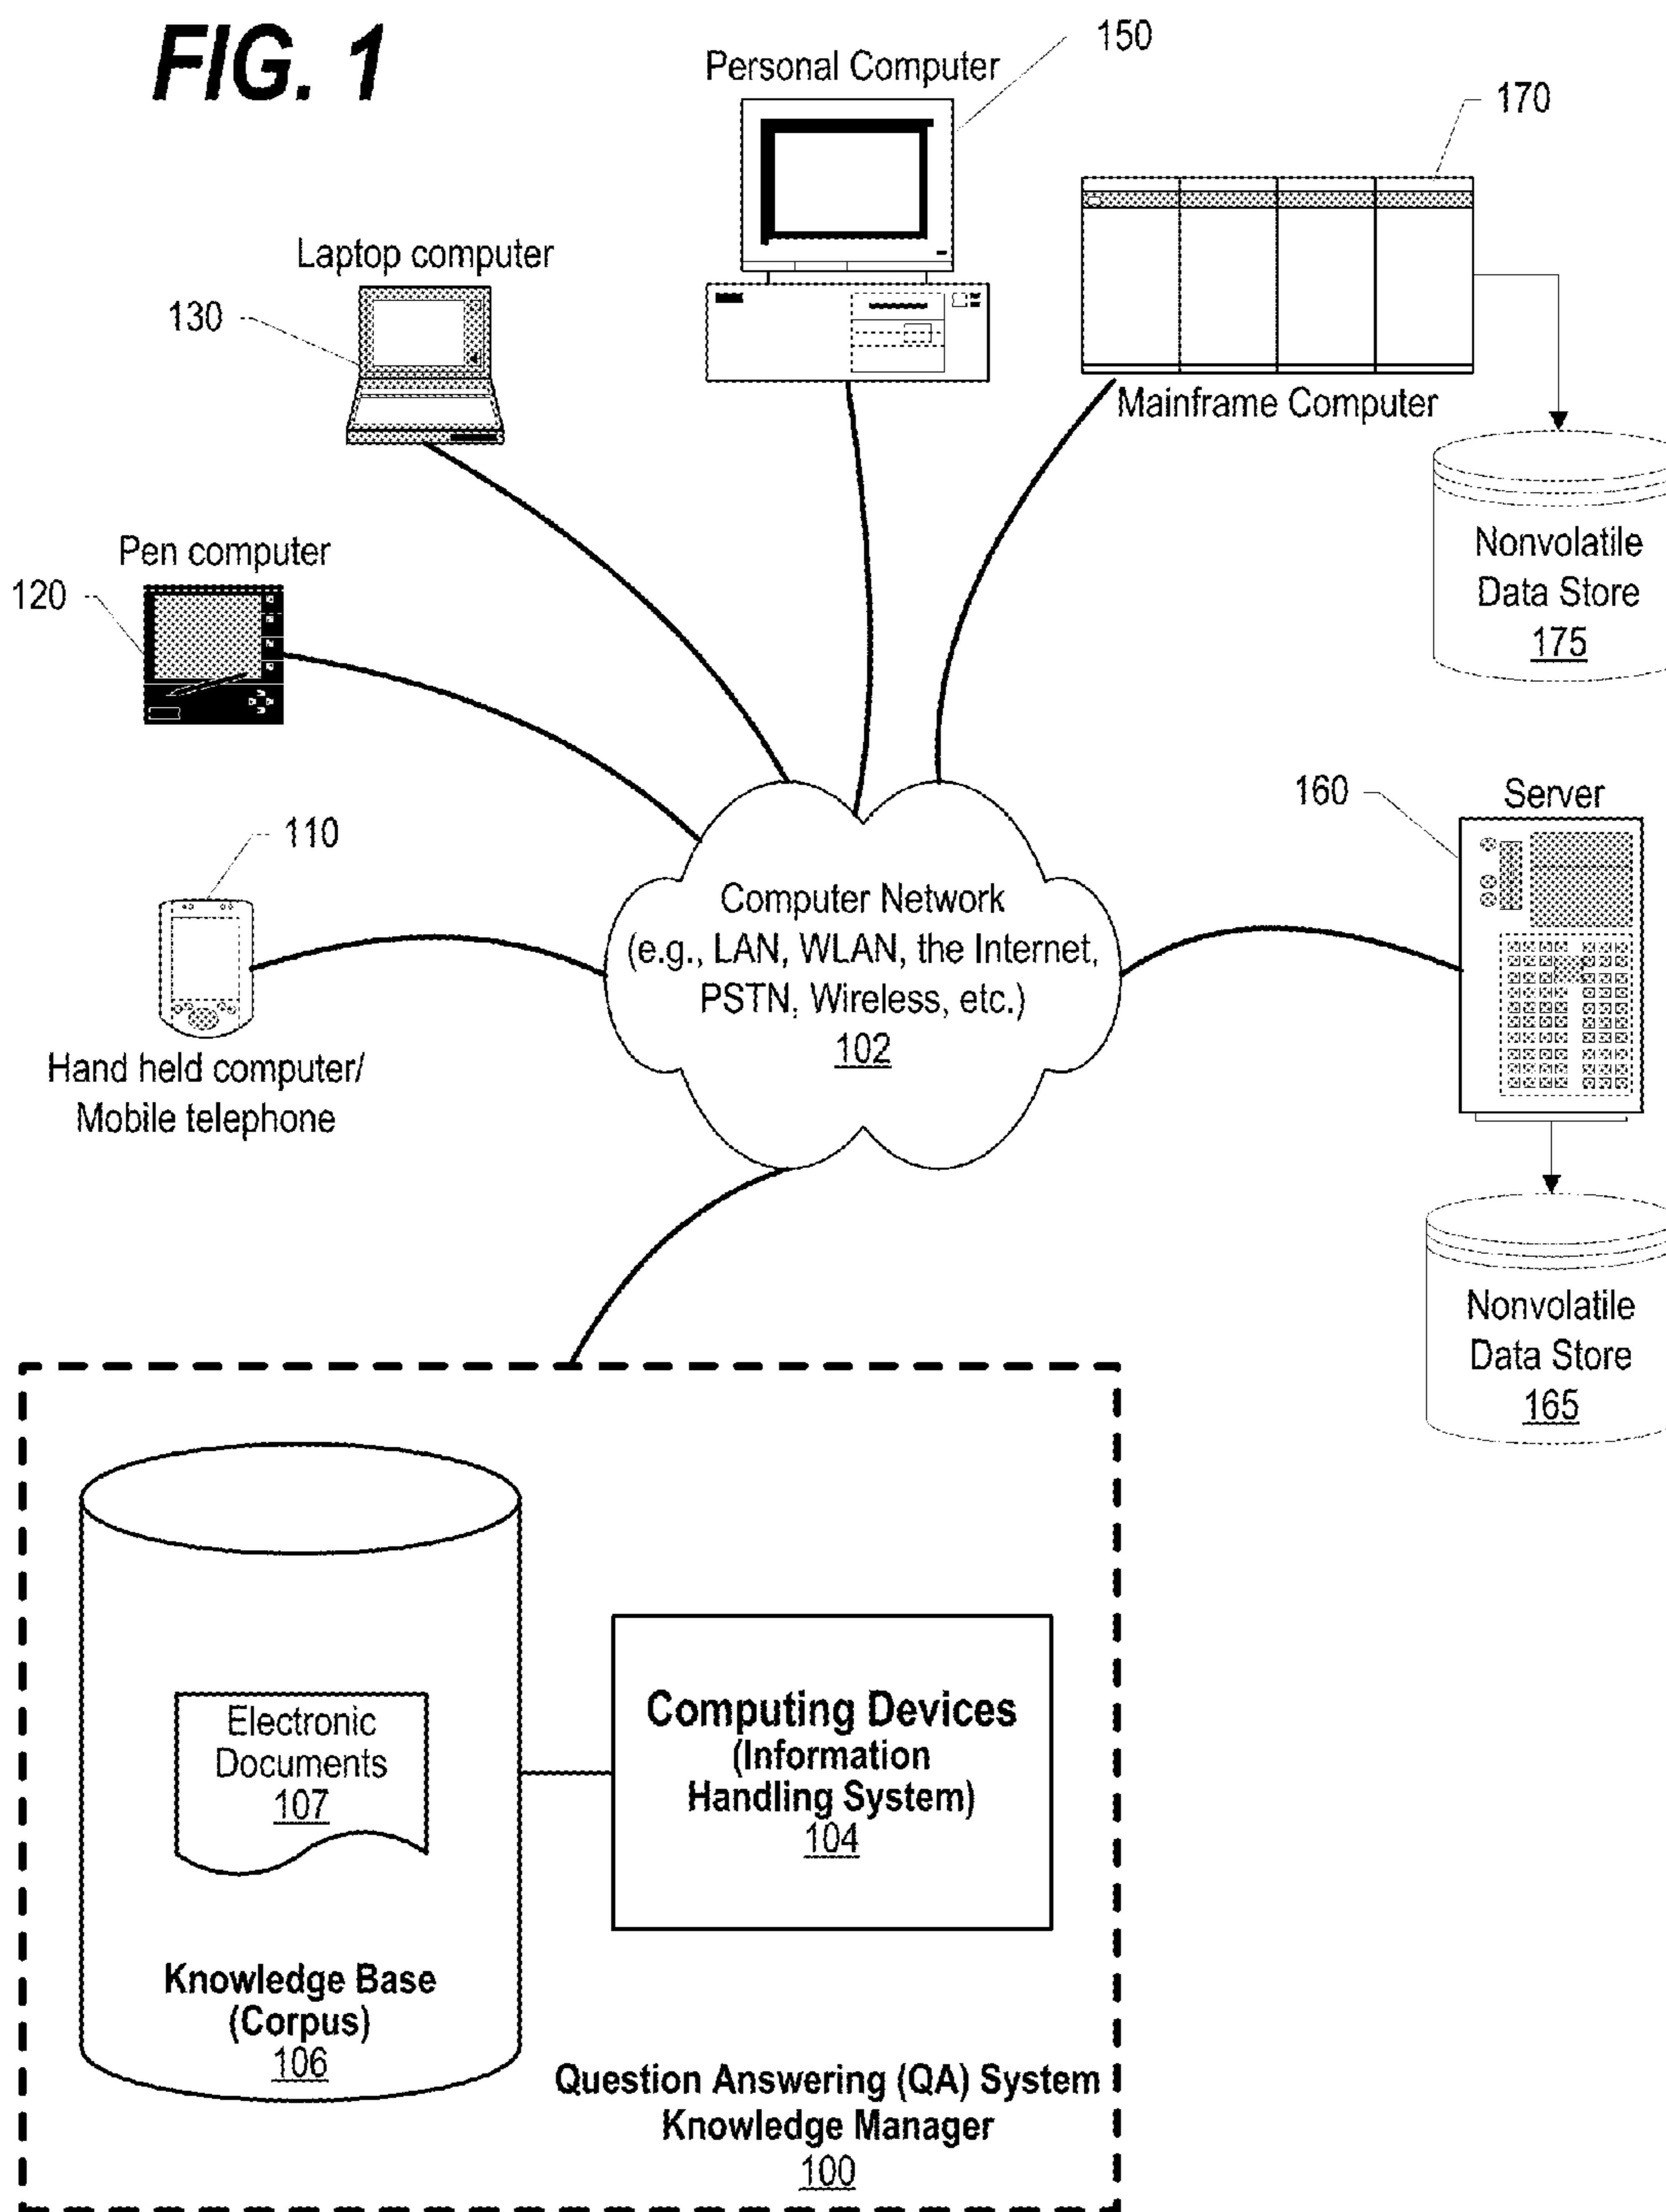 FIG. 1
Personal Computer
150
170
Laptop computer
130
Mainframe Computer
Nonvolatile
Data Store
175
Pen computer
120
110
Hand held computer/
Mobile telephone
Computer Network
(e.g., LAN, WLAN, the Internet,
PSTN, Wireless, etc.)
102
160
Server
Nonvolatile
Data Store
165
Electronic
Documents
107
Knowledge Base
(Corpus)
106
Computing Devices
(Information
Handling System)
104
Question Answering (QA) System
Knowledge Manager
100